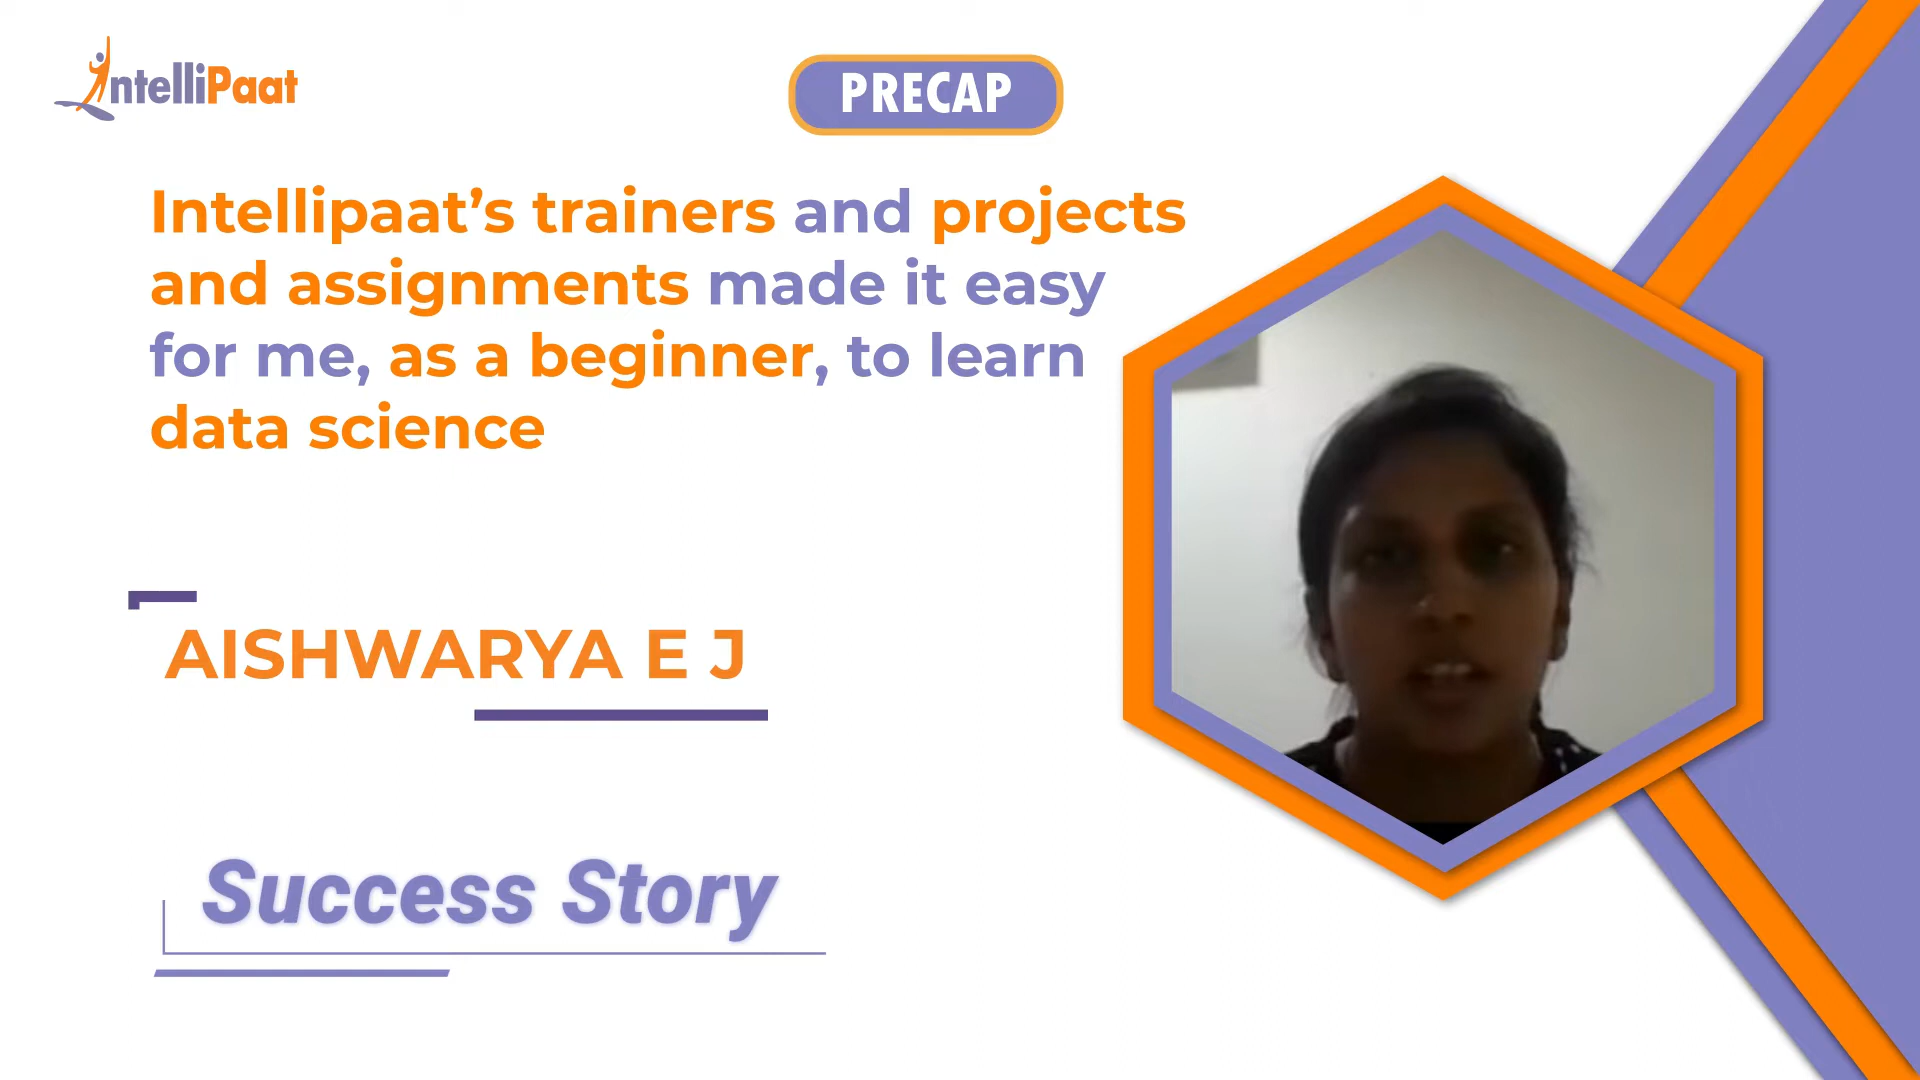 IntelliPaat
PRECAP
Intellipaat’s trainers and projects
and assignments made it easy
for me, as a beginner, to learn
data science
AISHWARYA E J
Success Story